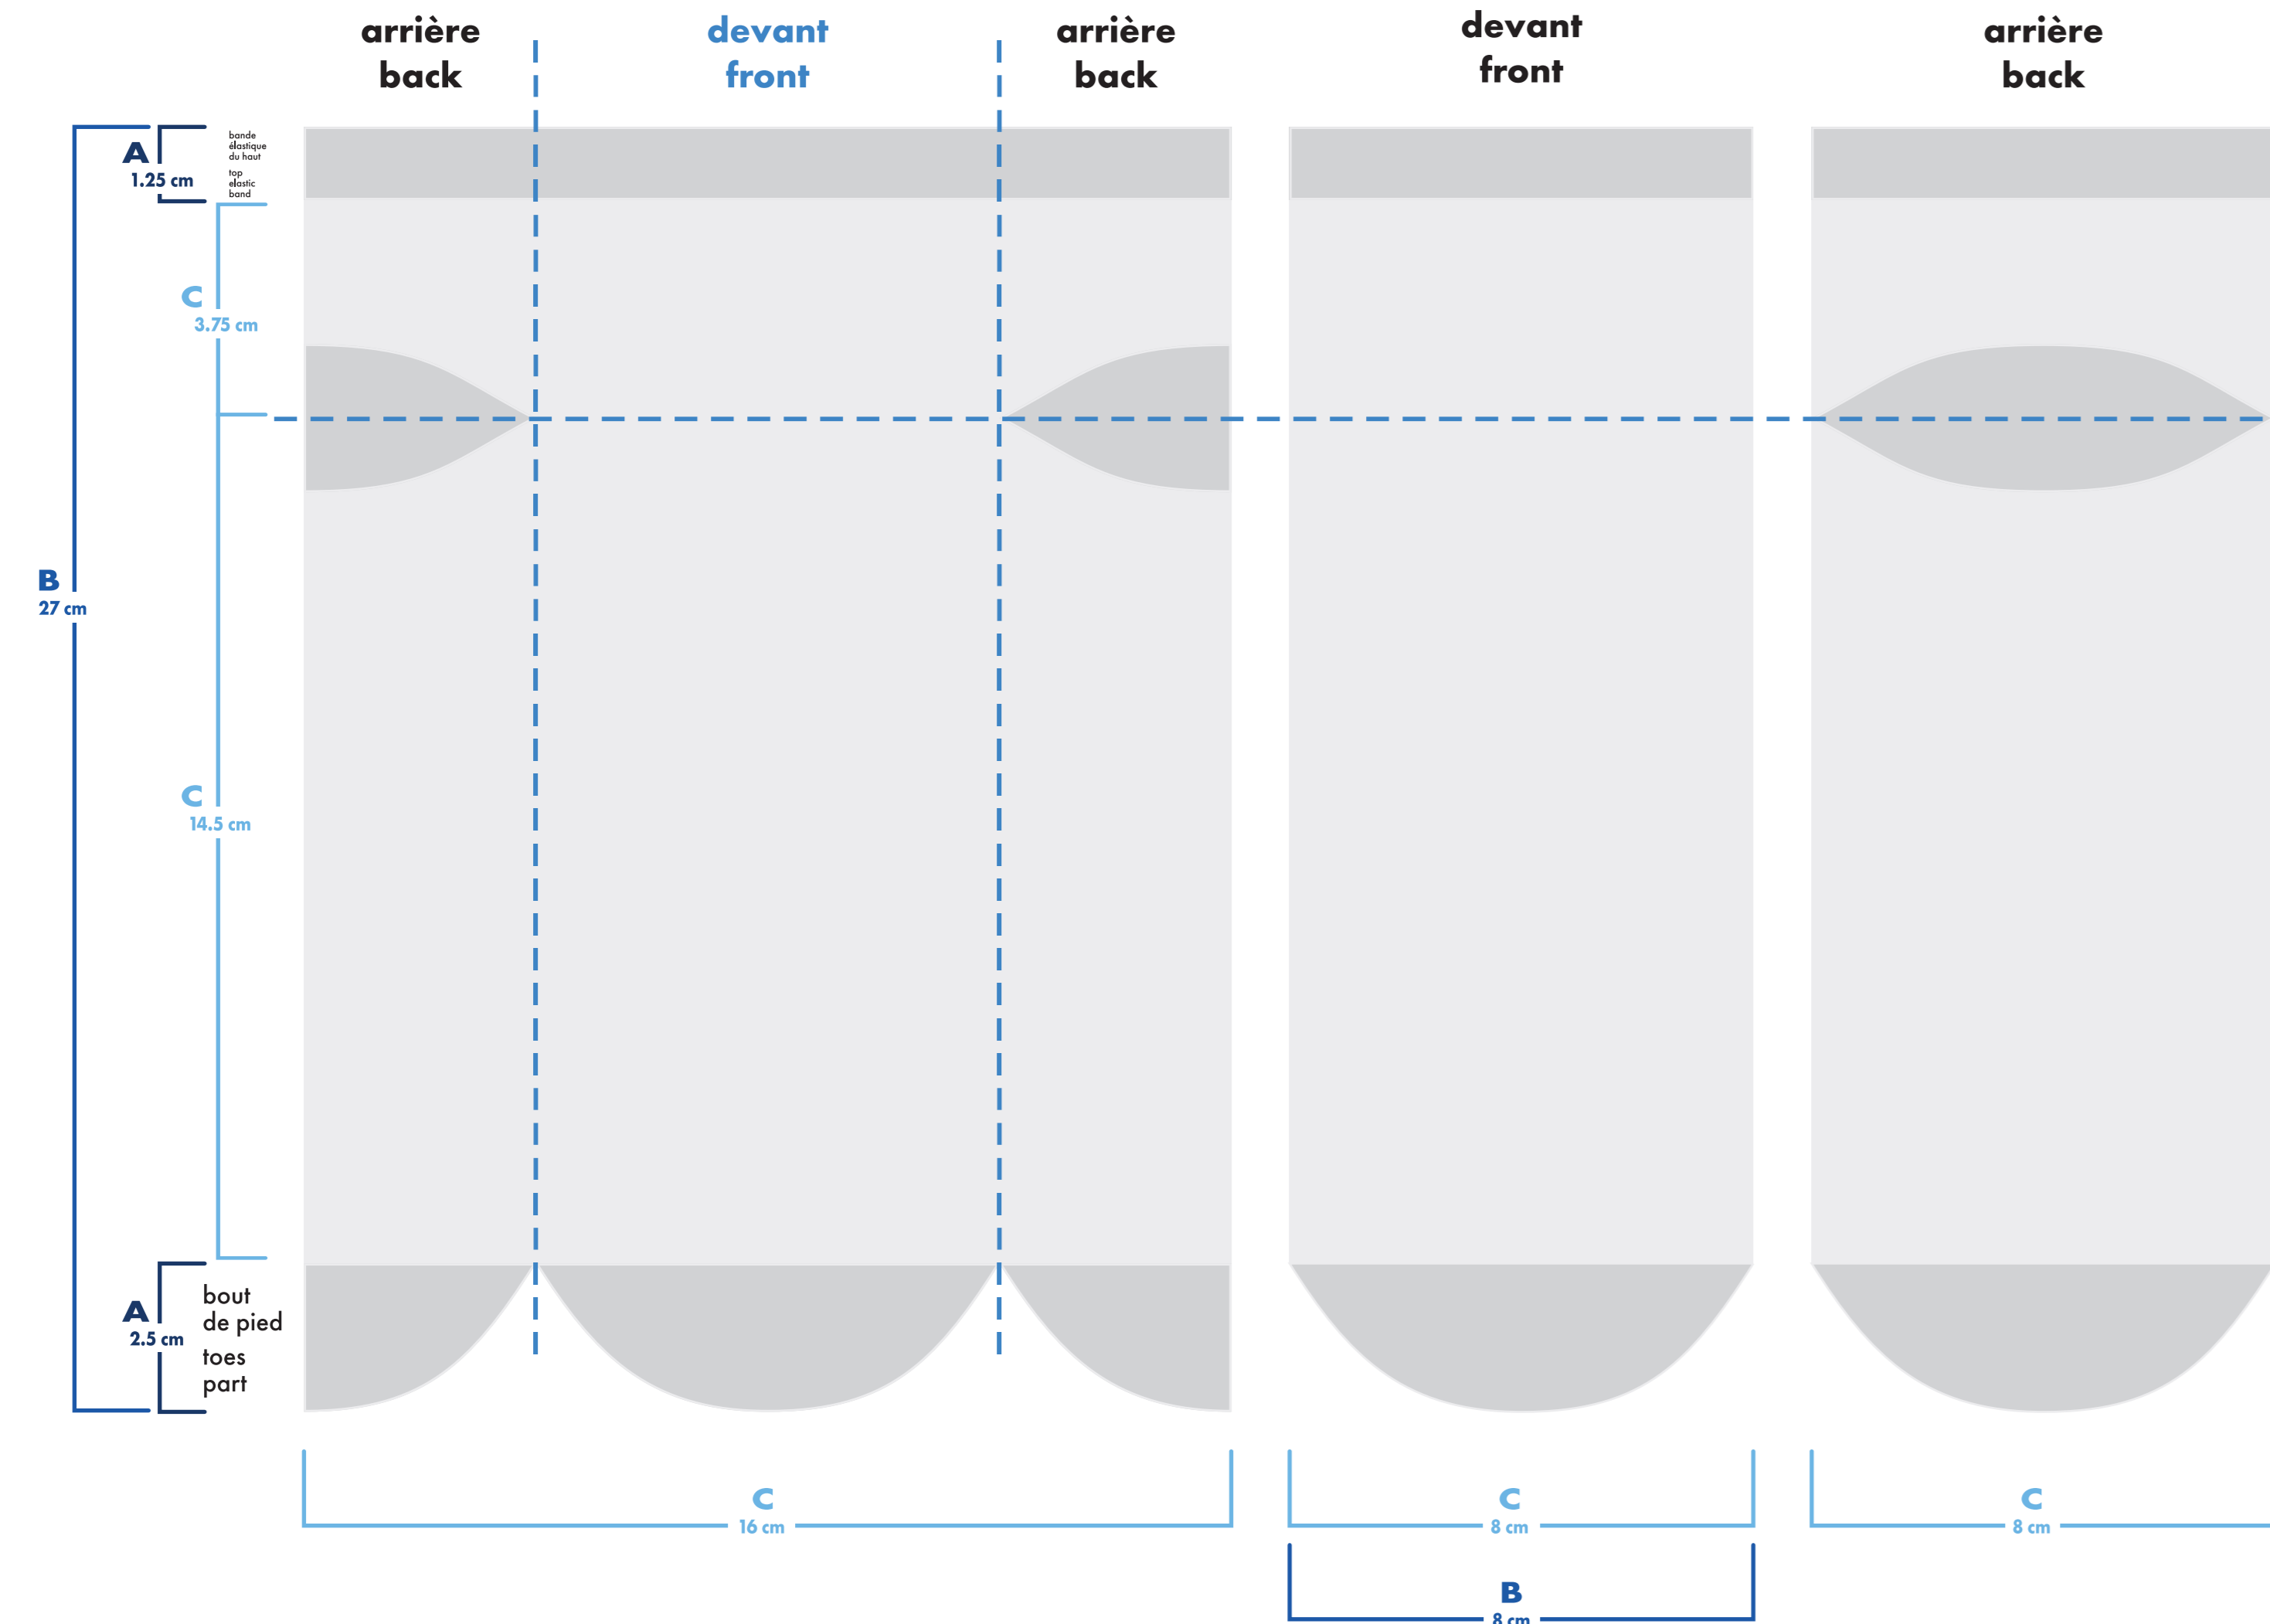 arrière
back
devant
front
arrière
back
devant
front
arrière
back
A
1.25 cm
bande
élastique
du haut
top
elastic
band
C
3.75 cm
B
27 cm
C
14.5 cm
A
2.5 cm
bout
de pied
toes
part
C
16 cm
C
8 cm
C
8 cm
B
8 cm